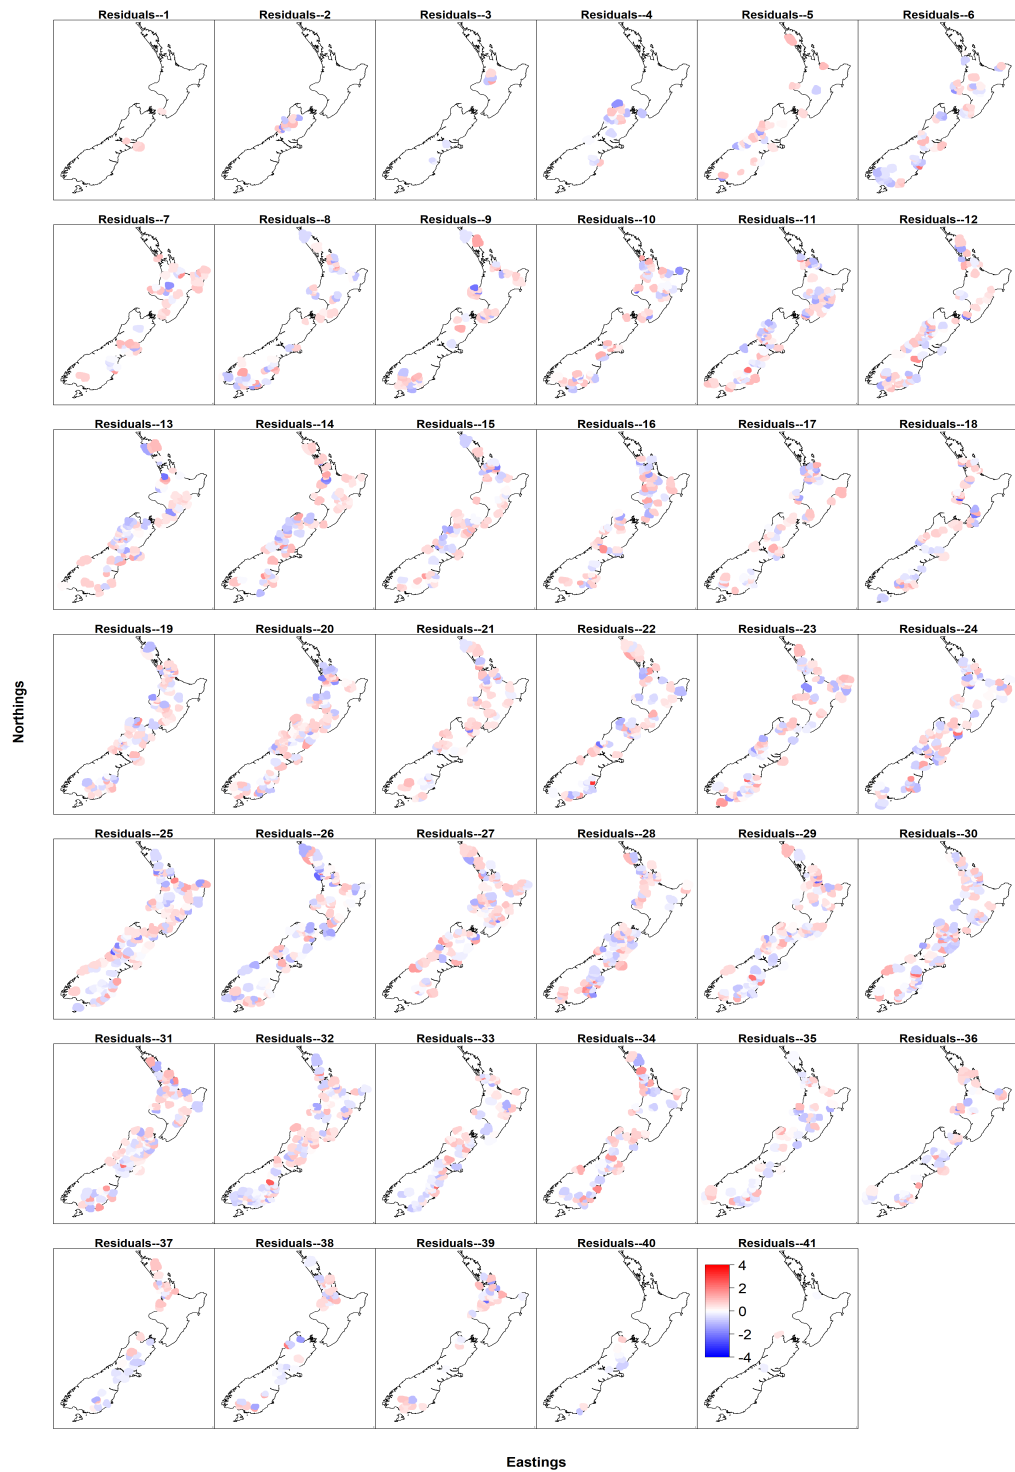 Residuals--1 Residuals--2 Residuals--3 Residuals--4 Residuals--5 Residuals--6
Residuals--7 Residuals--8 Residuals--9 Residuals--10 Residuals--11 Residuals--12
Residuals--13 Residuals--14 Residuals--15 Residuals--16 Residuals--17 Residuals--18
Residuals--19 Residuals--20 Residuals--21 Residuals--22 Residuals--23 Residuals--24
Northings
Residuals--25 Residuals--26 Residuals--27 Residuals--28 Residuals--29 Residuals--30
Residuals--31 Residuals--32 Residuals--33 Residuals--34 Residuals--35 Residuals--36
Residuals--37 Residuals--38 Residuals--39 Residuals--40 Residuals--41
4
2
0
-2
-4
Eastings